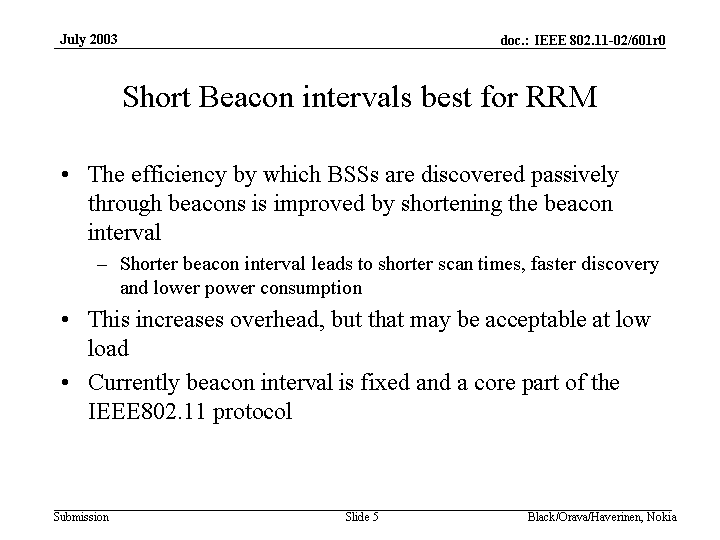 July 2003 doc.: IEEE 802.11-02/601r0
Short Beacon intervals best for RRM
• The efficiency by which BSSs are discovered passively
through beacons is improved by shortening the beacon
interval
– Shorter beacon interval leads to shorter scan times, faster discovery
and lower power consumption
• This increases overhead, but that may be acceptable at low
load
• Currently beacon interval is fixed and a core part of the
IEEE802.11 protocol
Submission Slide 5 Black/Orava/Haverinen, Nokia